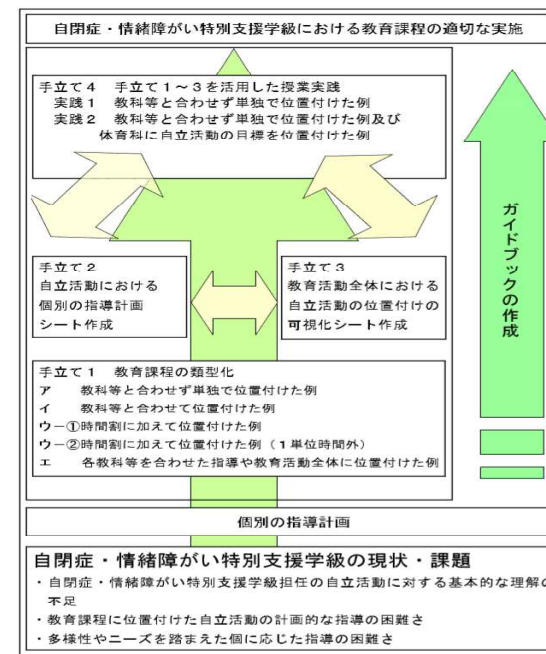 自閉症・情緒障がい特別支援学級における教育課程の適切な実施
手立て4 手立て1～3を活用した授業実践
実践1 教科等と合わせず単独で位置付けた例
実践2 教科等と合わせず単独で位置付けた例及び
体育科に自立活動の目標を位置付けた例
手立て2
自立活動における
個別の指導計画
シート作成
手立て3
教育活動全体における
自立活動の位置付けの
可視化シート作成
ガイドブックの作成
手立て1 教育課程の類型化
ア 教科等と合わせず単独で位置付けた例
イ 教科等と合わせて位置付けた例
ウ－①時間割に加えて位置付けた例
ウ－②時間割に加えて位置付けた例（1単位時間外）
エ 各教科等を合わせた指導や教育活動全体に位置付けた例
個別の指導計画
自閉症・情緒障がい特別支援学級の現状・課題
・自閉症・情緒障がい特別支援学級担任の自立活動に対する基本的な理解の
不足
・教育課程に位置付けた自立活動の計画的な指導の困難さ
・多様性やニーズを踏まえた個に応じた指導の困難さ